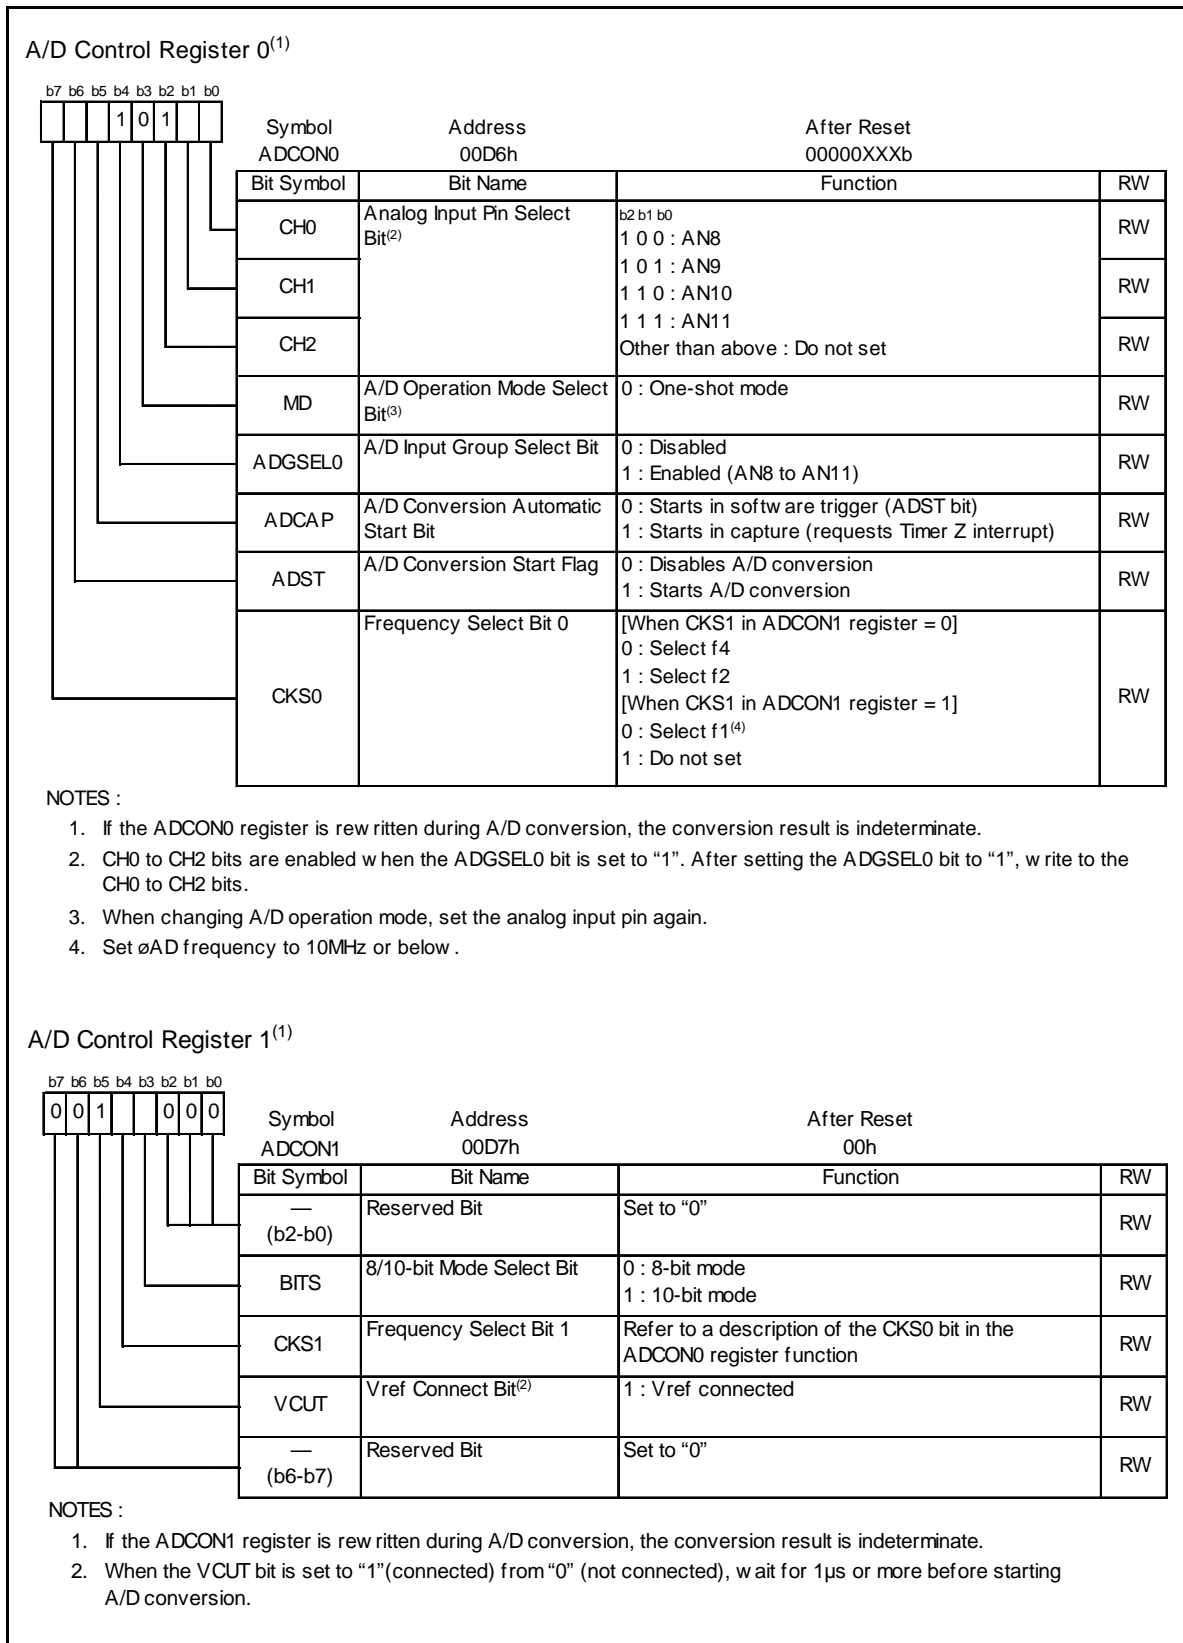 A/D Control Register 0(1)
b7 b6 b5 b4 b3 b2 b1 b0
1 0 1
Symbol Address After Reset
ADCON0 00D6h 00000XXXb
Bit Symbol Bit Name Function RW
CH0 Analog Input Pin Select Bit(2) b2 b1 b0 RW
1 0 0 : AN8
1 0 1 : AN9
CH1 RW
1 1 0 : AN10
1 1 1 : AN11
CH2 Other than above : Do not set RW
MD A/D Operation Mode Select Bit(3) 0 : One-shot mode RW
ADGSEL0 A/D Input Group Select Bit 0 : Disabled RW
1 : Enabled (AN8 to AN11)
ADCAP A/D Conversion Automatic Start Bit 0 : Starts in software trigger (ADST bit) RW
1 : Starts in capture (requests Timer Z interrupt)
ADST A/D Conversion Start Flag 0 : Disables A/D conversion RW
1 : Starts A/D conversion
CKS0 Frequency Select Bit 0 [When CKS1 in ADCON1 register = 0] RW
0 : Select f4
1 : Select f2
[When CKS1 in ADCON1 register = 1]
0 : Select f1(4)
1 : Do not set
NOTES :
1. If the ADCON0 register is rewritten during A/D conversion, the conversion result is indeterminate.
2. CH0 to CH2 bits are enabled when the ADGSEL0 bit is set to “1”. After setting the ADGSEL0 bit to “1”, write to the
CH0 to CH2 bits.
3. When changing A/D operation mode, set the analog input pin again.
4. Set øAD frequency to 10MHz or below.
A/D Control Register 1(1)
b7 b6 b5 b4 b3 b2 b1 b0
0 0 1 0 0 0
Symbol Address After Reset
ADCON1 00D7h 00h
Bit Symbol Bit Name Function RW
— Reserved Bit Set to “0” RW
(b2-b0)
BITS 8/10-bit Mode Select Bit 0 : 8-bit mode RW
1 : 10-bit mode
CKS1 Frequency Select Bit 1 Refer to a description of the CKS0 bit in the RW
ADCON0 register function
VCUT Vref Connect Bit(2) 1 : Vref connected RW
— Reserved Bit Set to “0” RW
(b6-b7)
NOTES :
1. If the ADCON1 register is rewritten during A/D conversion, the conversion result is indeterminate.
2. When the VCUT bit is set to “1”(connected) from “0” (not connected), wait for 1µs or more before starting
A/D conversion.